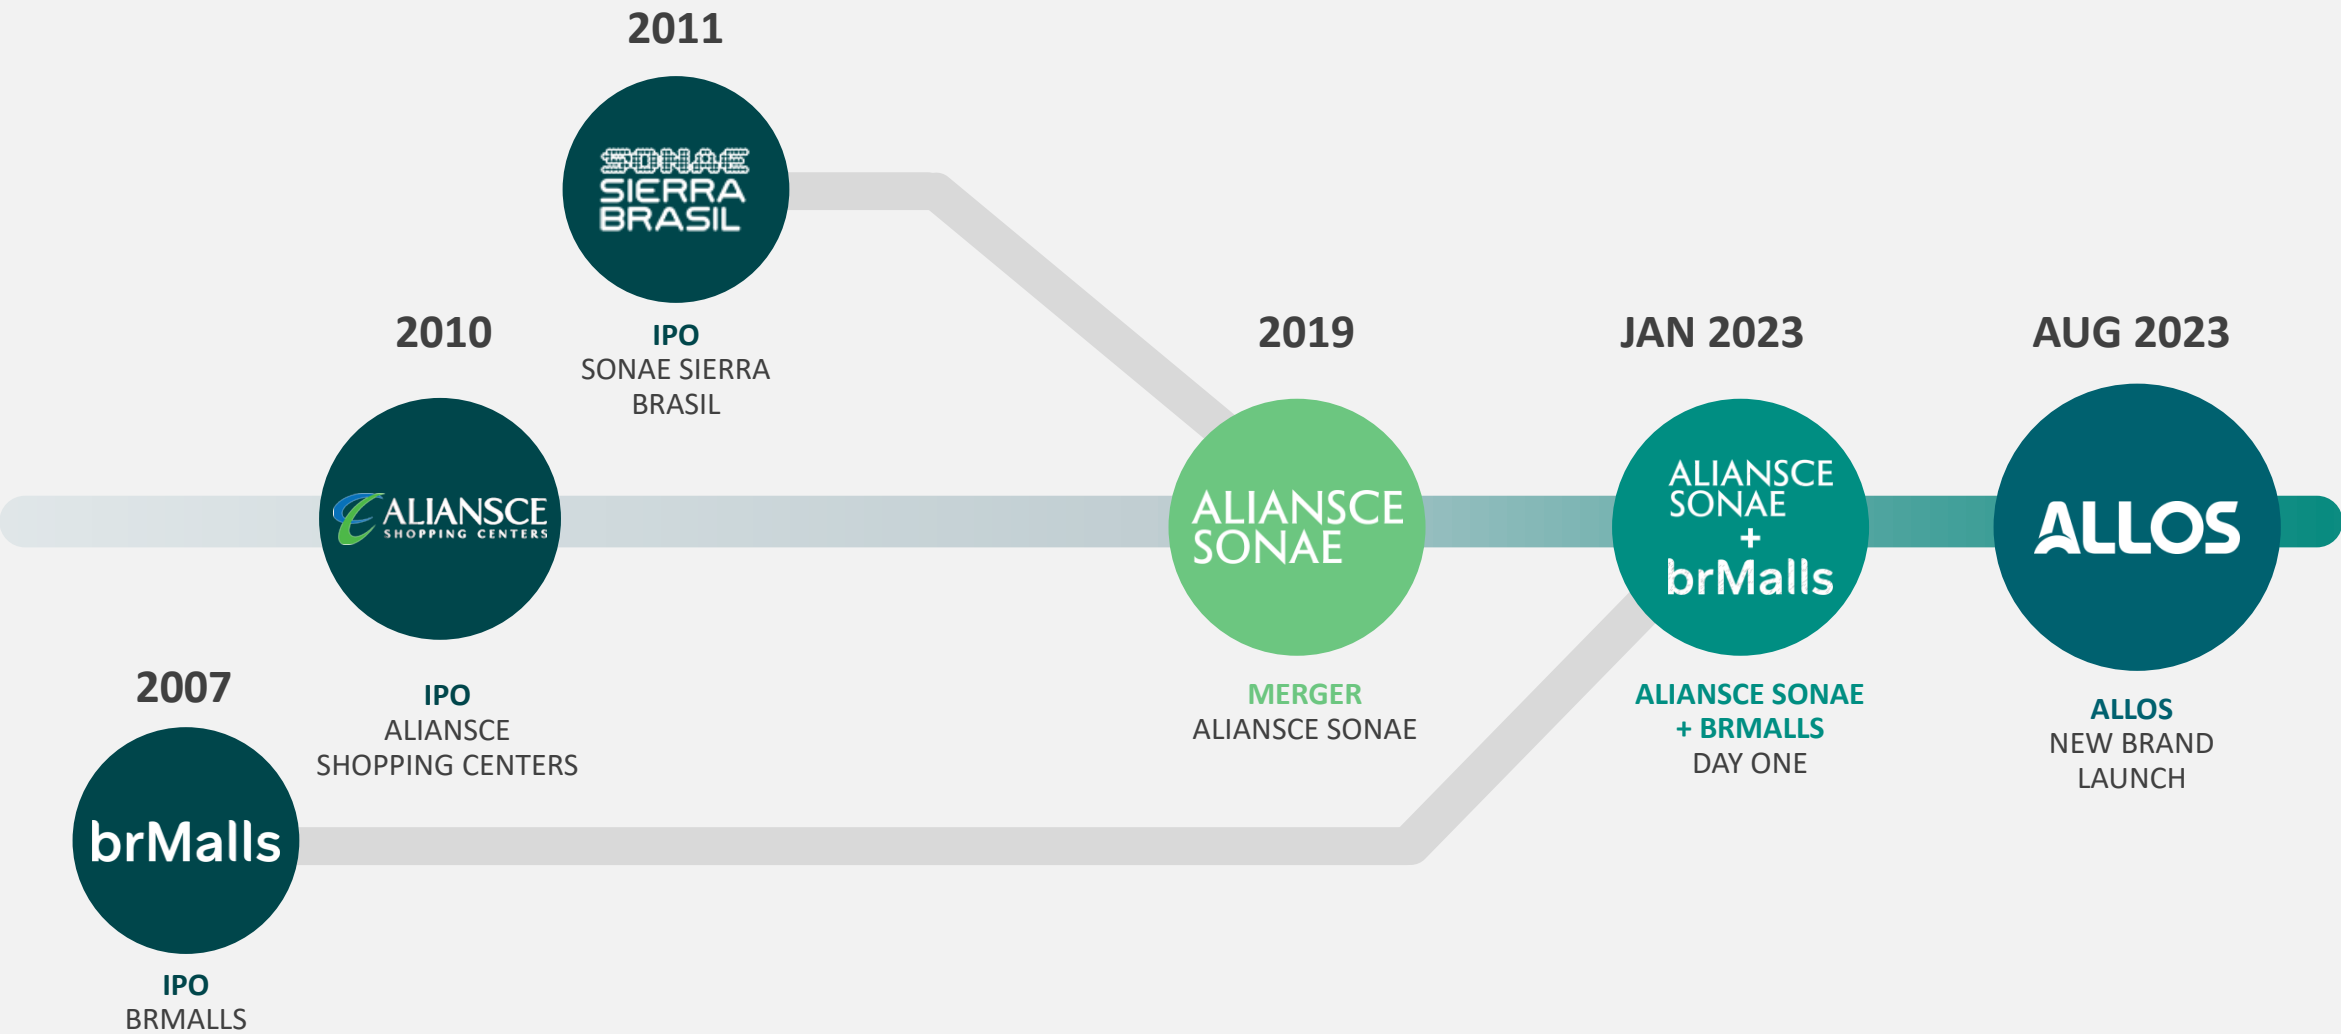 2011
SONAE
SIERRA
BRASIL
IPO
SONAE SIERRA
BRASIL
2010
ALIANSCE
SHOPPING CENTERS
IPO
ALIANSCE
SHOPPING CENTERS
2007
brMalls
IPO
BRMALLS
2019
ALIANSCE
SONAE
MERGER
ALIANSCE SONAE
JAN 2023
ALIANSCE
SONAE
+
brMalls
ALIANSCE SONAE
+ BRMALLS
DAY ONE
AUG 2023
ALLOS
ALLOS
NEW BRAND
LAUNCH